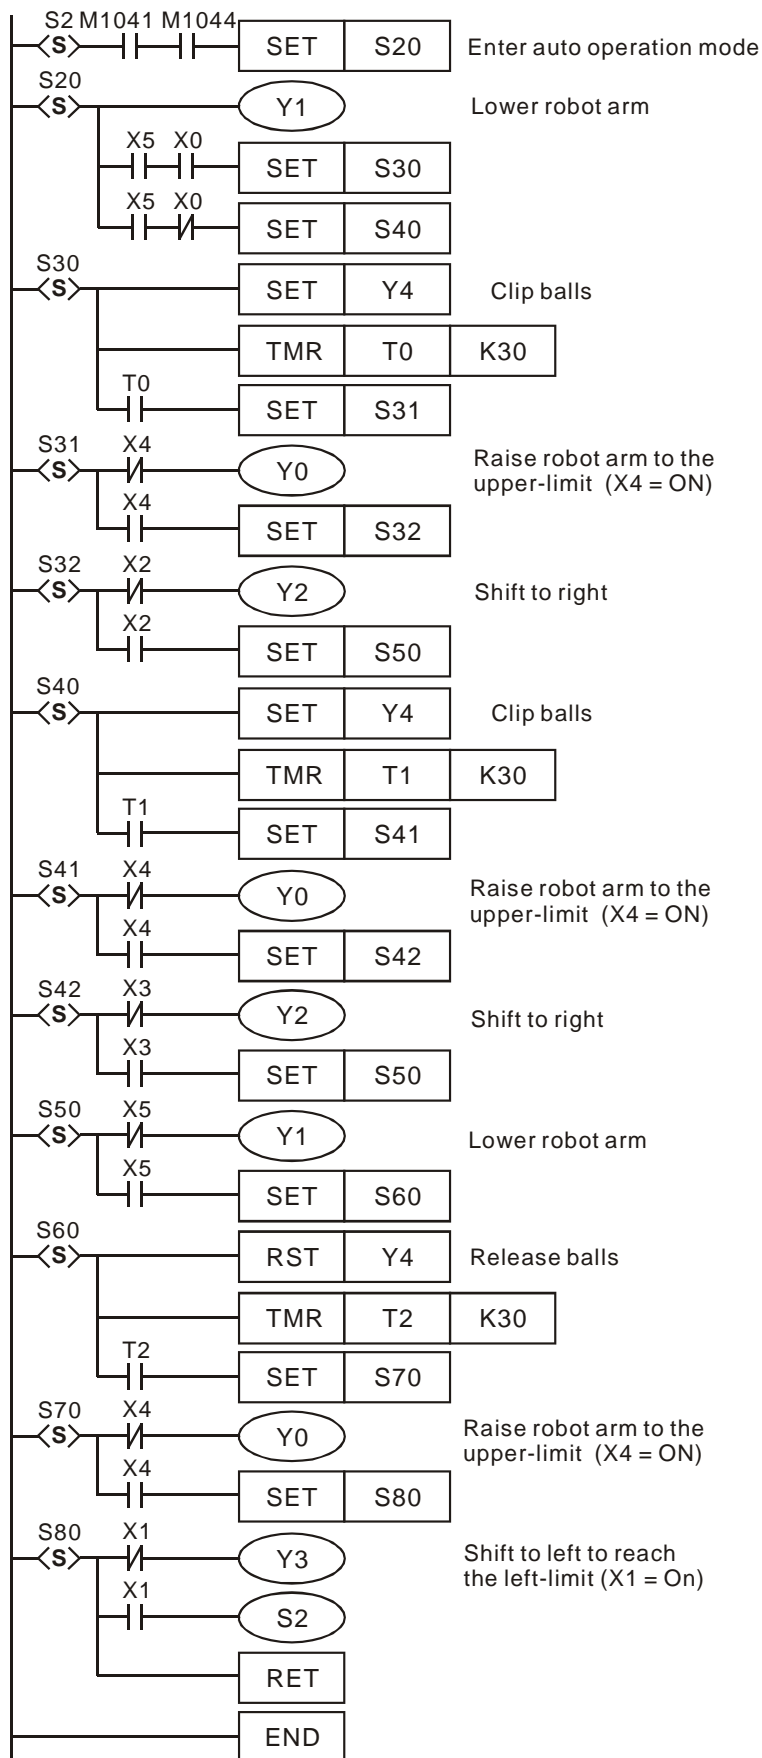 S2 M1041 M1044
S SET S20 Enter auto operation mode
S20
S Y1 Lower robot arm
X5 X0
SET S30
X5 X0
SET S40
S30
S SET Y4 Clip balls
TMR T0 K30
T0
SET S31
S31 X4
S Y0 Raise robot arm to the
upper-limit (X4 = ON)
X4
SET S32
S32 X2
S Y2 Shift to right
X2
SET S50
S40
S SET Y4 Clip balls
TMR T1 K30
T1
SET S41
S41 X4
S Y0 Raise robot arm to the
upper-limit (X4 = ON)
X4
SET S42
S42 X3
S Y2 Shift to right
X3
SET S50
S50 X5
S Y1 Lower robot arm
X5
SET S60
S60
S RST Y4 Release balls
TMR T2 K30
T2
SET S70
S70 X4
S Y0 Raise robot arm to the
upper-limit (X4 = ON)
X4
SET S80
S80 X1
S Y3 Shift to left to reach
the left-limit (X1 = On)
X1
S2
RET
END